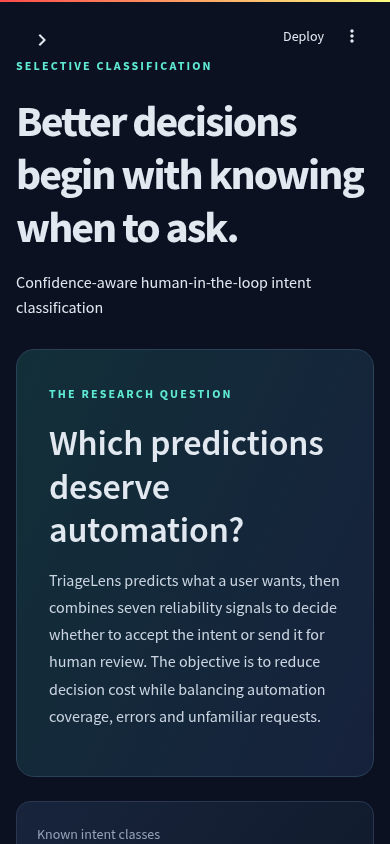 Deploy
SELECTIVE CLASSIFICATION
Better decisions
begin with knowing
when to ask.
Confidence-aware human-in-the-loop intent
classification
THE RESEARCH QUESTION
Which predictions
deserve
automation?
TriageLens predicts what a user wants, then
combines seven reliability signals to decide
whether to accept the intent or send it for
human review. The objective is to reduce
decision cost while balancing automation
coverage, errors and unfamiliar requests.
Known intent classes